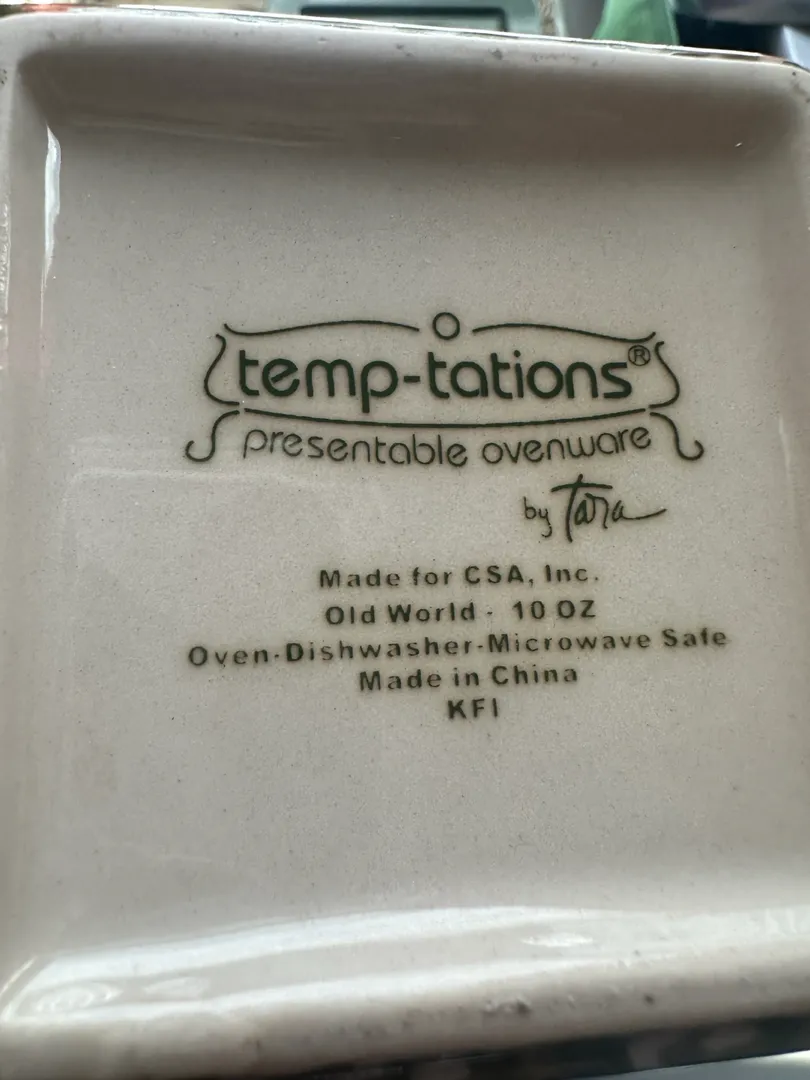 temp-tations®
presentable ovenware
by Tara
Made for CSA, Inc.
Old World - 10 OZ
Oven-Dishwasher-Microwave Safe
Made in China
KFI